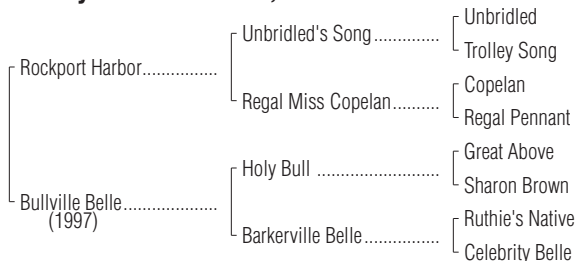 Unbridled
Unbridled's Song..............
Trolley Song
Rockport Harbor................
Copelan
Regal Miss Copelan..........
Regal Pennant
Great Above
Holy Bull ..........................
Sharon Brown
Bullville Belle....................
(1997)
Ruthie's Native
Barkerville Belle................
Celebrity Belle